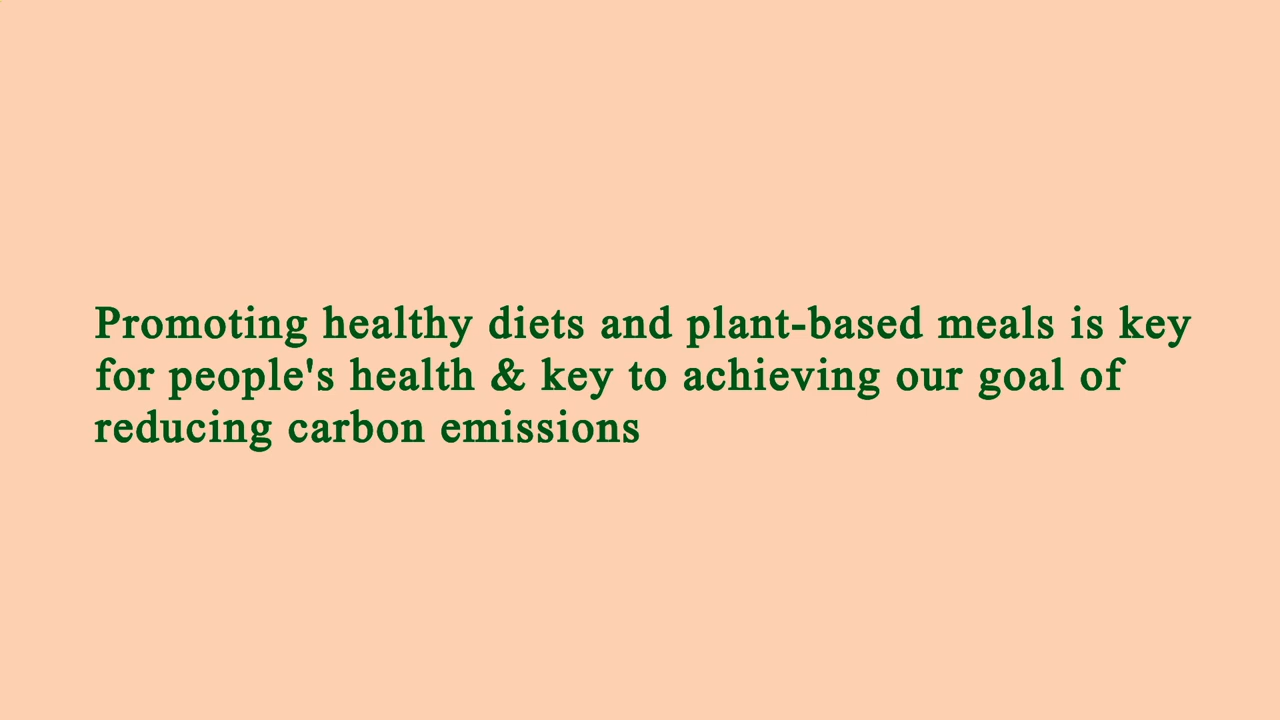 Promoting healthy diets and plant-based meals is key
for people's health & key to achieving our goal of
reducing carbon emissions